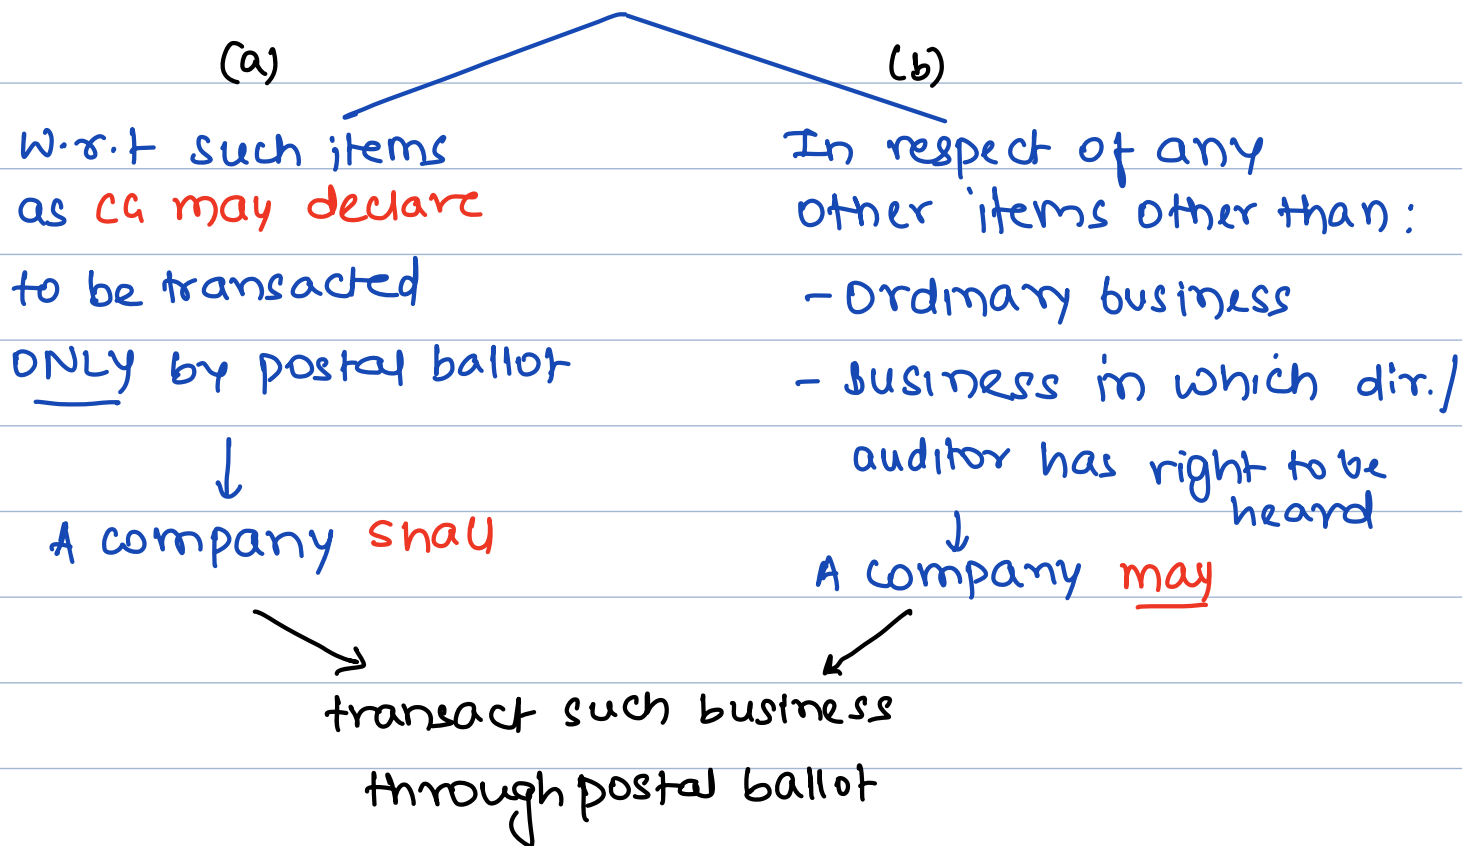 (a)
W.r.t such items
as CG may declare
to be transacted
ONLY by postal ballot
A company shall
(b)
In respect of any
other items other than:
- Ordinary business
- Business in which dir./
auditor has right to be
heard
A company may
transact such business
through postal ballot